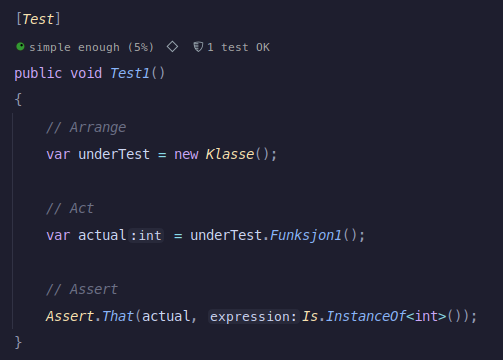 [Test]
simple enough (5%) 1 test OK
public void Test1()
{
// Arrange
var underTest = new Klasse();
// Act
var actual:int = underTest.Funksjon1();
// Assert
Assert.That(actual, expression:Is.InstanceOf<int>());
}